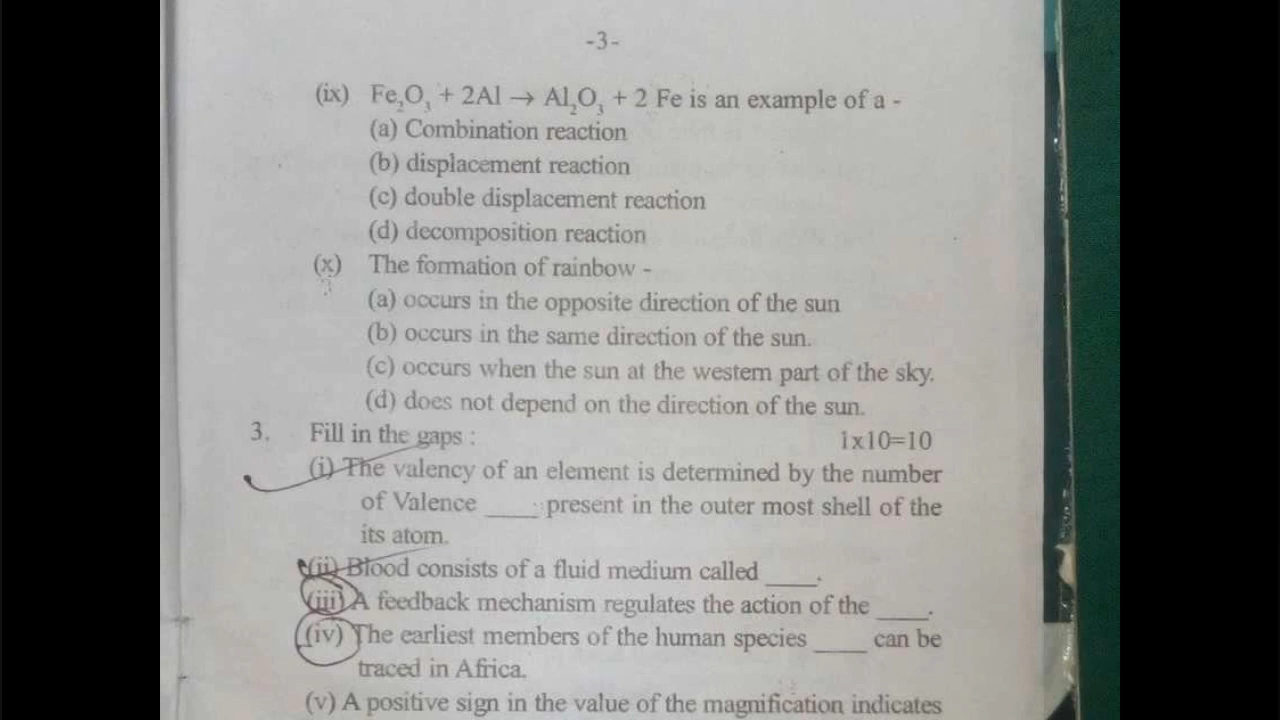 -3-
(ix) Fe₂O₃ + 2Al → Al₂O₃ + 2 Fe is an example of a -
(a) Combination reaction
(b) displacement reaction
(c) double displacement reaction
(d) decomposition reaction
(x) The formation of rainbow -
(a) occurs in the opposite direction of the sun
(b) occurs in the same direction of the sun.
(c) occurs when the sun at the western part of the sky.
(d) does not depend on the direction of the sun.
3. Fill in the gaps : 1x10=10
(i) The valency of an element is determined by the number
of Valence ____ present in the outer most shell of the
its atom.
(ii) Blood consists of a fluid medium called ____.
(iii) A feedback mechanism regulates the action of the ____.
(iv) The earliest members of the human species ____ can be
traced in Africa.
(v) A positive sign in the value of the magnification indicates